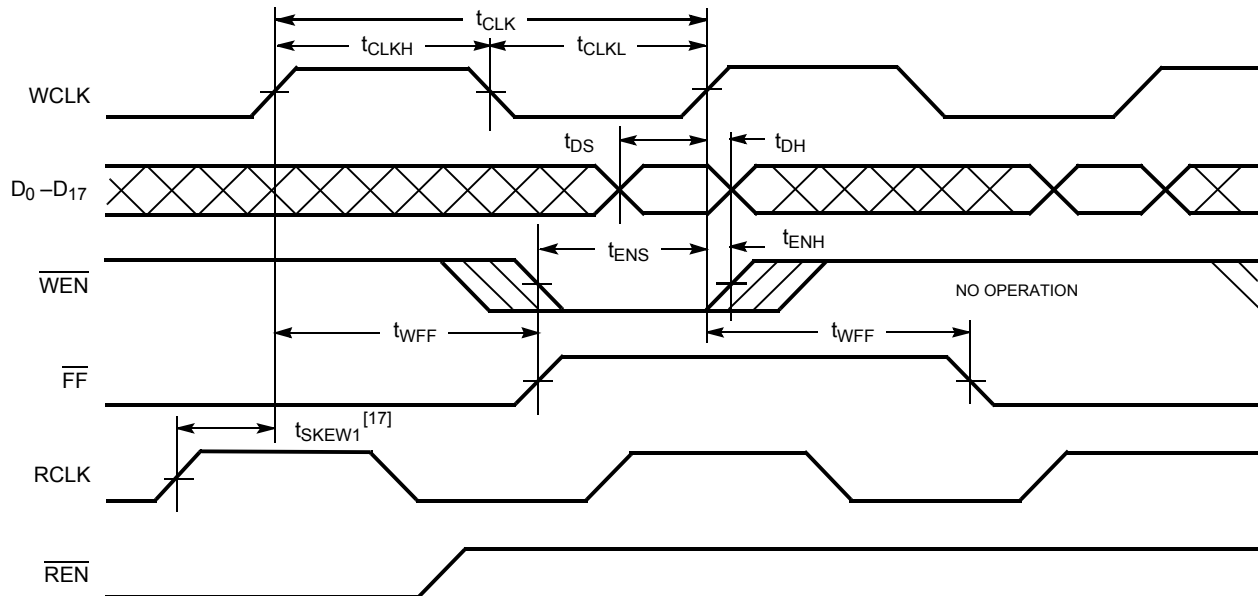 tCLK
tCLKH tCLKL
WCLK
tDS tDH
D0 –D17
tENS tENH
WEN
NO OPERATION
tWFF tWFF
FF
tSKEW1[17]
RCLK
REN